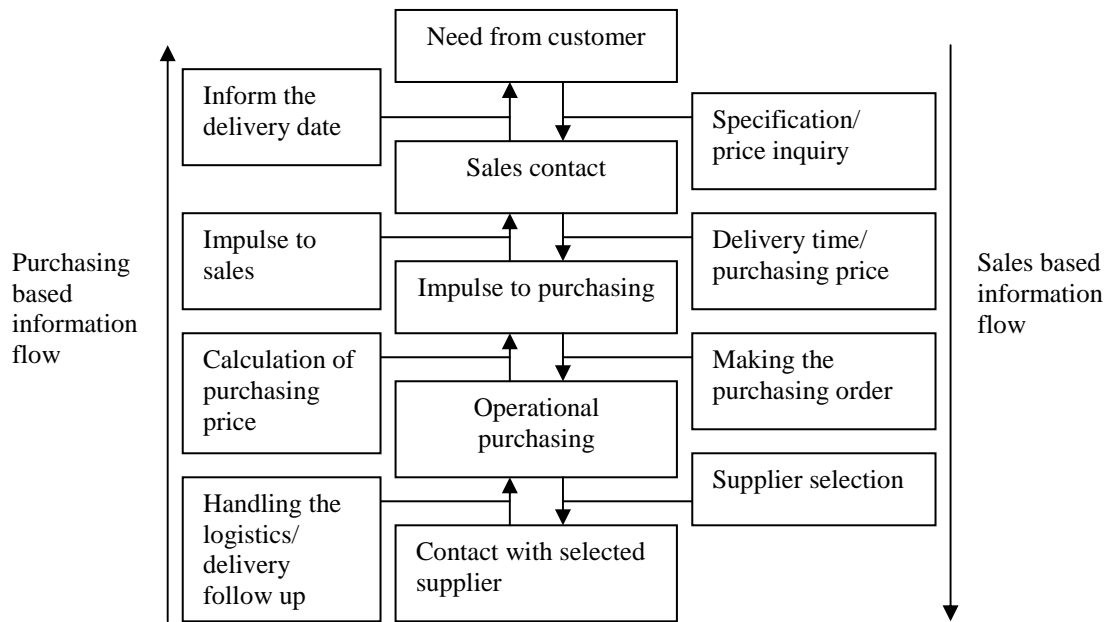 Need from customer
Inform the
delivery date
Specification/
price inquiry
Sales contact
Impulse to
sales
Delivery time/
purchasing price
Purchasing
based
information
flow
Impulse to purchasing
Sales based
information
flow
Calculation of
purchasing
price
Making the
purchasing order
Operational
purchasing
Supplier selection
Handling the
logistics/
delivery
follow up
Contact with selected
supplier